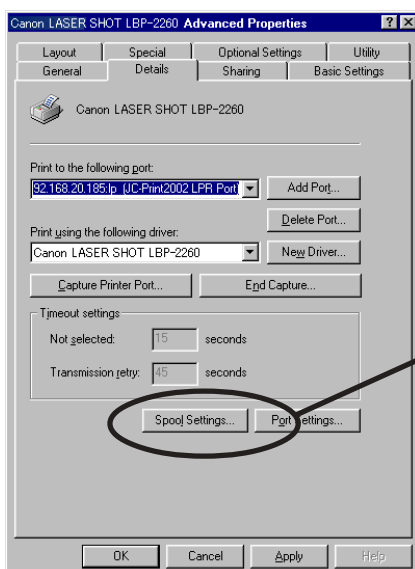 Canon LASER SHOT LBP-2260 Advanced Properties
Layout Special Optional Settings Utility
General Details Sharing Basic Settings
Canon LASER SHOT LBP-2260
Print to the following port:
92.168.20.185:lp (JC-Print2002 LPR Port) Add Port...
Delete Port...
Print using the following driver:
Canon LASER SHOT LBP-2260 New Driver...
Capture Printer Port... End Capture...
Timeout settings
Not selected: 15 seconds
Transmission retry: 45 seconds
Spool Settings... Port Settings...
OK Cancel Apply Help